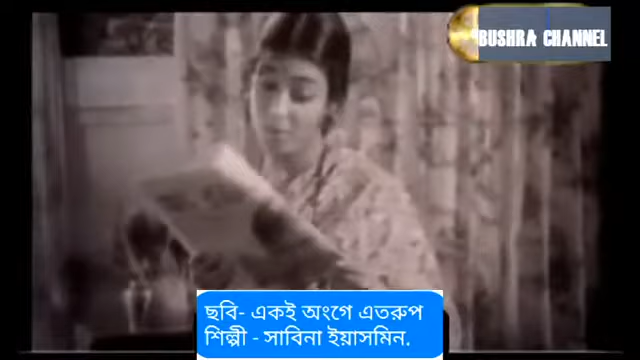 BUSHRA CHANNEL
ছবি- একই অংগে এতরুপ
শিল্পী - সাবিনা ইয়াসমিন.